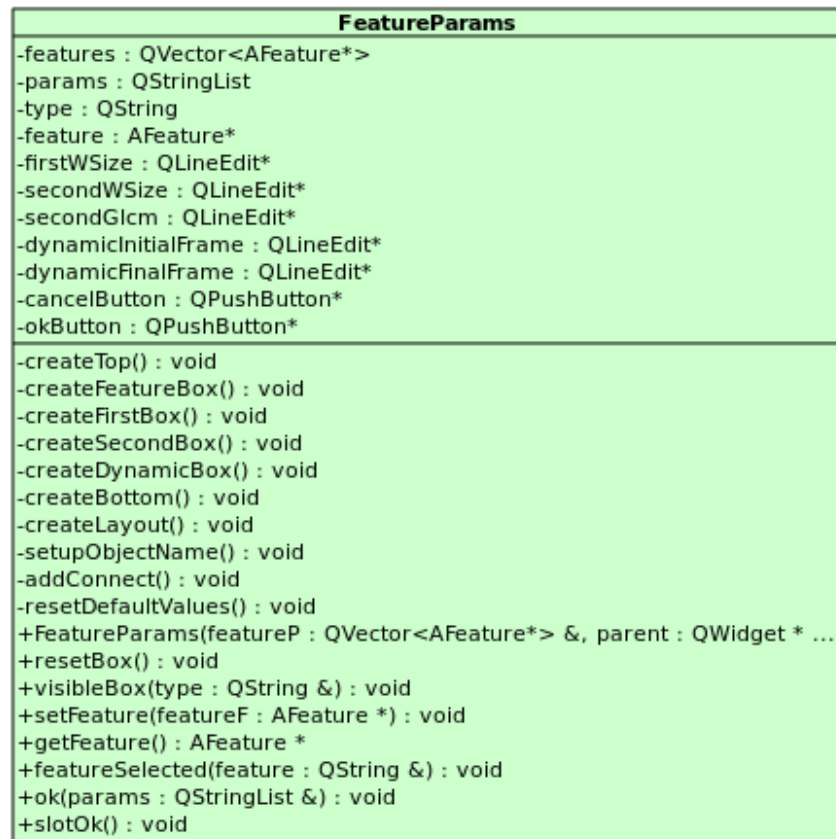 FeatureParams
-features : QVector<AFeature*>
-params : QStringList
-type : QString
-feature : AFeature*
-firstWSize : QLineEdit*
-secondWSize : QLineEdit*
-secondGlcm : QLineEdit*
-dynamicInitialFrame : QLineEdit*
-dynamicFinalFrame : QLineEdit*
-cancelButton : QPushButton*
-okButton : QPushButton*
-createTop() : void
-createFeatureBox() : void
-createFirstBox() : void
-createSecondBox() : void
-createDynamicBox() : void
-createBottom() : void
-createLayout() : void
-setupObjectName() : void
-addConnect() : void
-resetDefaultValues() : void
+FeatureParams(featureP : QVector<AFeature*> &, parent : QWidget * ...
+resetBox() : void
+visibleBox(type : QString &) : void
+setFeature(featureF : AFeature *) : void
+getFeature() : AFeature *
+featureSelected(feature : QString &) : void
+ok(params : QStringList &) : void
+slotOk() : void